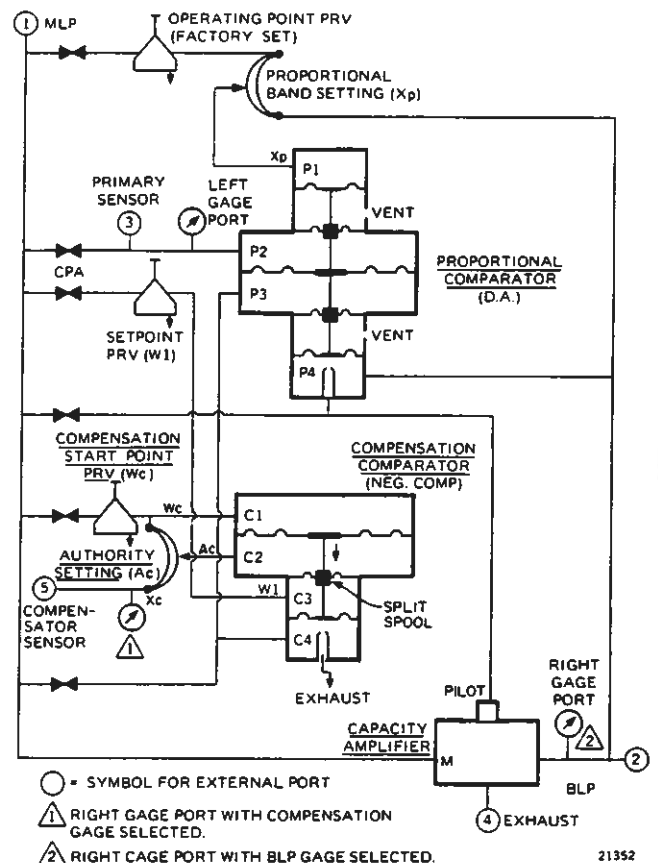 1 MLP
OPERATING POINT PRV
(FACTORY SET)
PROPORTIONAL
BAND SETTING (Xp)
Xp
P1
PRIMARY
SENSOR
3
LEFT
GAGE
PORT
VENT
P2
CPA
P3
PROPORTIONAL
COMPARATOR
(D.A.)
SETPOINT
PRV (W1)
VENT
P4
COMPENSATION
START POINT
PRV (Wc)
COMPENSATION
COMPARATOR
(NEG. COMP)
Wc
C1
AUTHORITY
SETTING (Ac)
Ac
C2
5
Xc
W1
C3
SPLIT
SPOOL
COMPEN-
SATOR
SENSOR
1
C4
EXHAUST
PILOT
RIGHT
GAGE
PORT
CAPACITY
AMPLIFIER
2
M
2
BLP
4 EXHAUST
= SYMBOL FOR EXTERNAL PORT
1 RIGHT GAGE PORT WITH COMPENSATION
GAGE SELECTED.
2 RIGHT CAGE PORT WITH BLP GAGE SELECTED.
21352